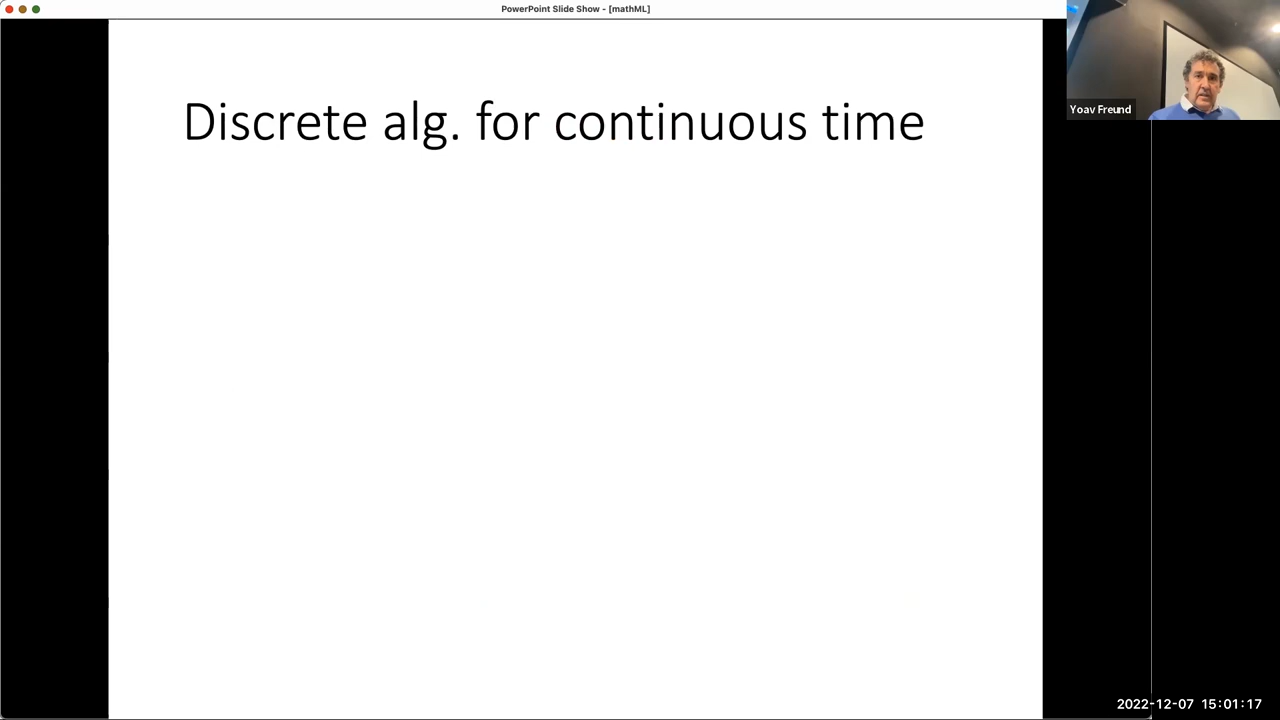 PowerPoint Slide Show - [mathML]
Discrete alg. for continuous time
Yoav Freund
2022-12-07 15:01:17